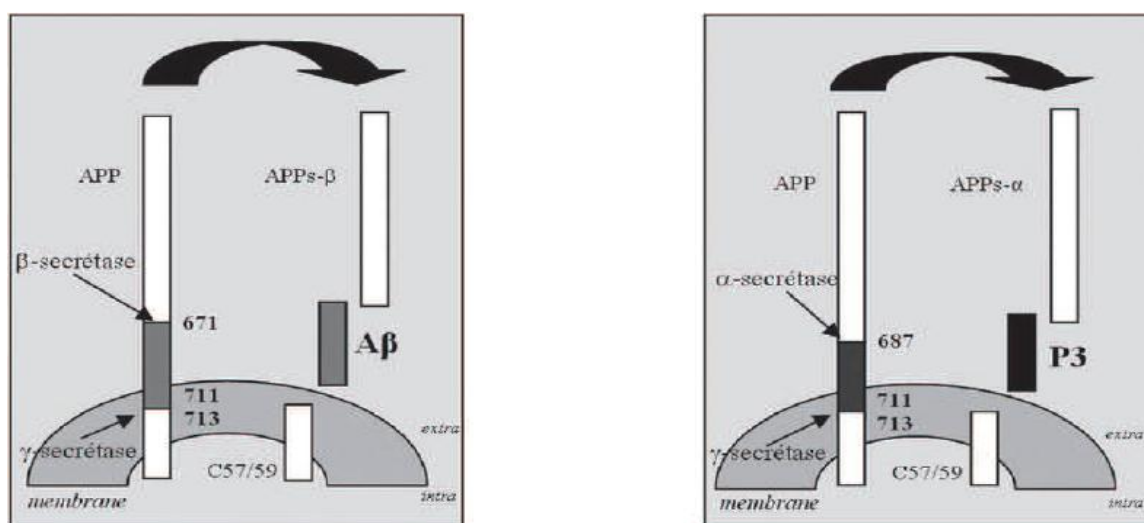 APP
APPs-β
β-secrétase
671
Aβ
711
713
γ-secrétase
extra
C57/59
membrane
intra
APP
APPs-α
α-secrétase
687
P3
711
713
γ-secrétase
extra
C57/59
membrane
intra